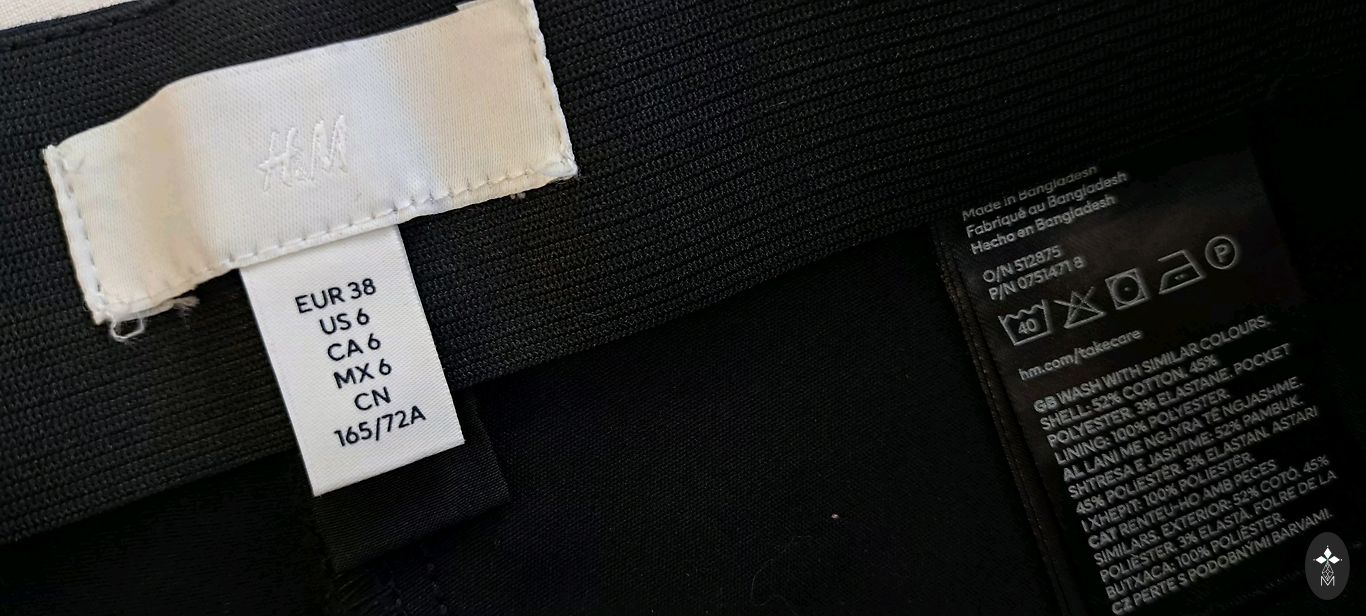 H&M
EUR 38
US 6
CA 6
MX 6
CN
165/72A
Made in Bangladesh
Fabriqué au Bangladesh
Hecho en Bangladesh
O/N 512875
P/N 0751471 8
40
P
hm.com/takecare
GB WASH WITH SIMILAR COLOURS.
SHELL: 52% COTTON, 45%
POLYESTER, 3% ELASTANE, POCKET
LINING: 100% POLYESTER.
AL LANI ME NGJYRA TË NGJASHME.
SHTRESA E JASHTME: 52% PAMBUK,
45% POLIESTËR, 3% ELASTAN, ASTARI
I XHEPIT: 100% POLIESTËR.
CAT RENTEU-HO AMB PECES
SIMILARS. EXTERIOR: 52% COTÓ, 45%
POLIÈSTER, 3% ELASTÀ, FOLRE DE LA
BUTXACA: 100% POLIÈSTER.
CZ PERTE S PODOBNÝMI BARVAMI.
M